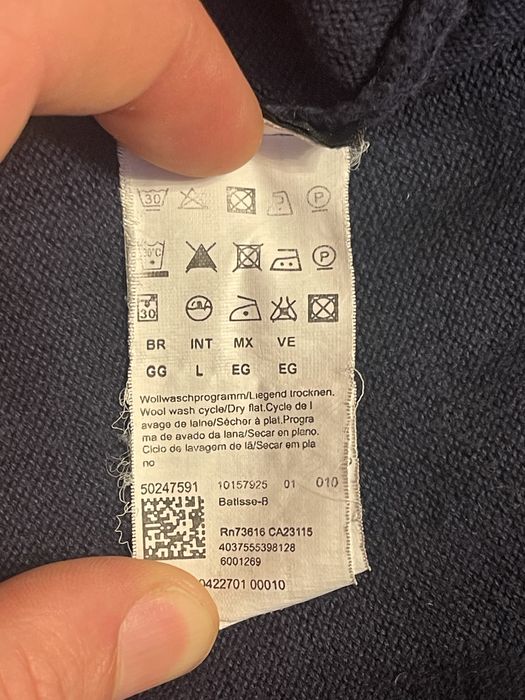 30 P
30°C P
30
BR INT MX VE
GG L EG EG
Wollwaschprogramm/Liegend trocknen.
Wool wash cycle/Dry flat.Cycle de l
avage de laine/Sécher à plat.Progra
ma de avado da lana/Secar en plano.
Ciclo de lavagem de lã/Secar em pla
no
50247591 10157925 01 010
Batisse-B
Rn73616 CA23115
4037555398128
6001269
0422701 00010